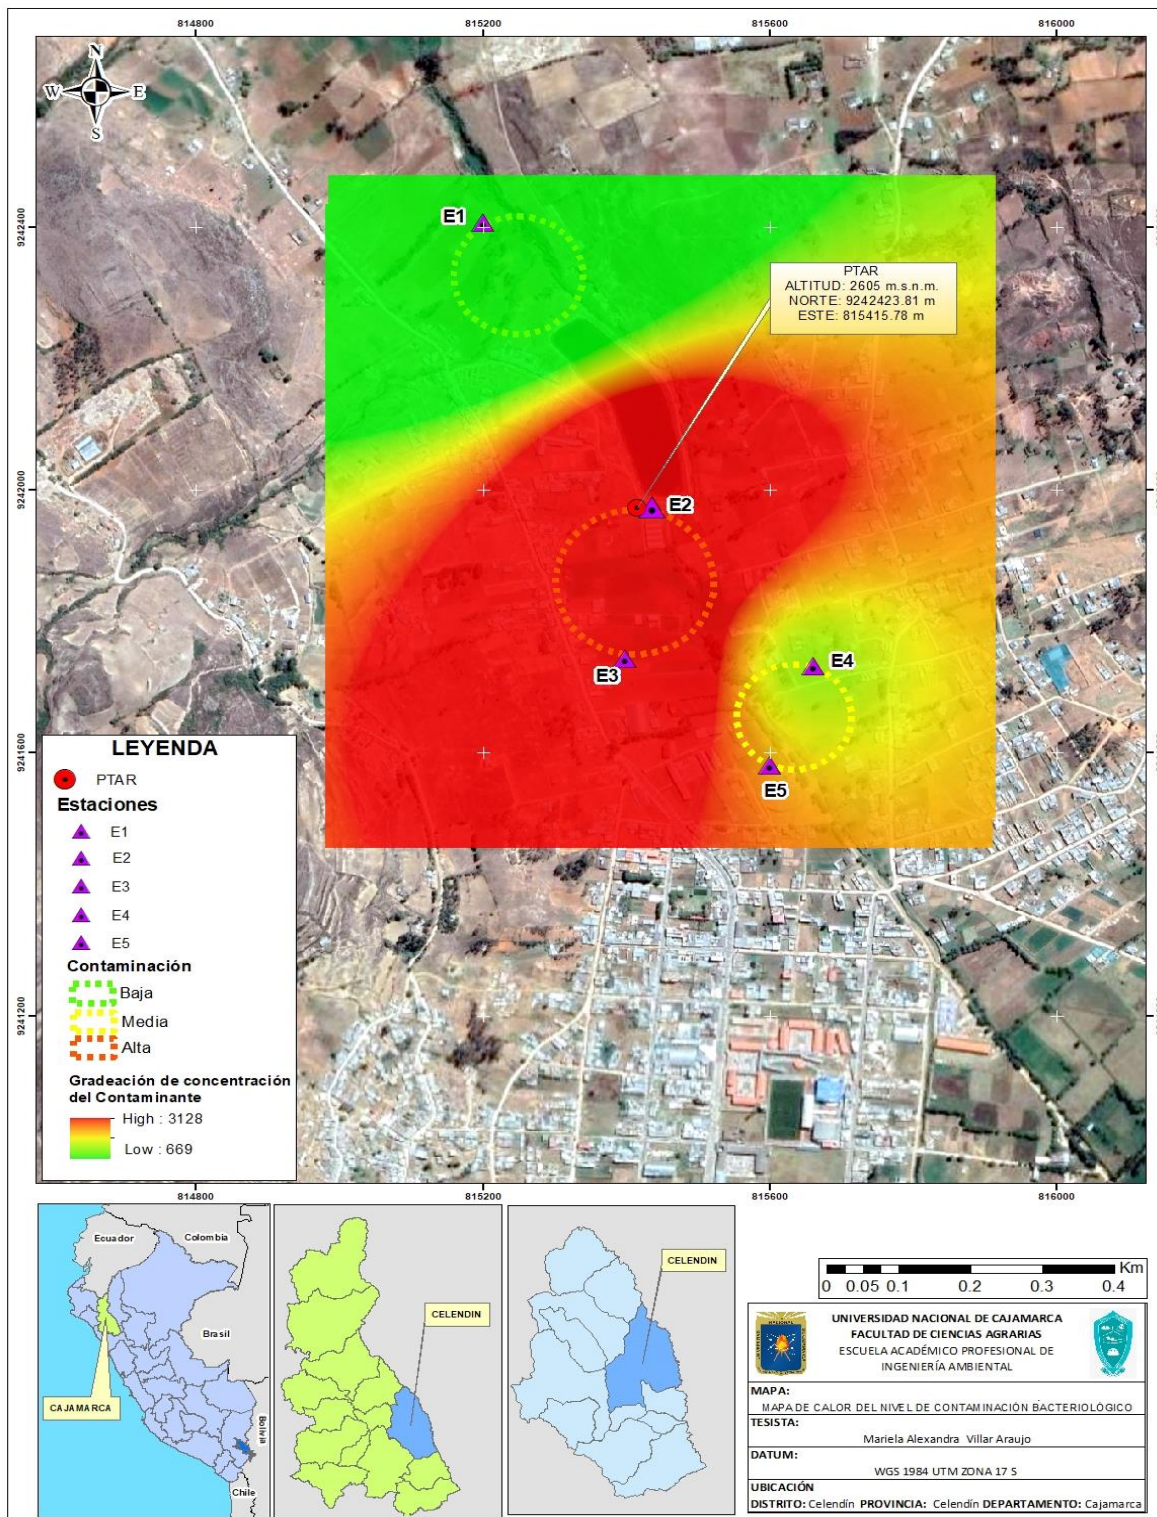 814800
815200
815600
816000
N
W
E
S
9242400
9242000
9241600
9241200
E1
PTAR
ALTITUD: 2605 m.s.n.m.
NORTE: 9242423.81 m
ESTE: 815415.78 m
E2
E3
E4
E5
LEYENDA
PTAR
Estaciones
E1
E2
E3
E4
E5
Contaminación
Baja
Media
Alta
Gradeación de concentración
del Contaminante
High : 3128
Low : 669
814800
815200
815600
816000
Ecuador
Colombia
Brasil
Bolivia
Chile
CAJAMARCA
CELENDIN
CELENDIN
Km
0 0.05 0.1 0.2 0.3 0.4
UNIVERSIDAD NACIONAL DE CAJAMARCA
FACULTAD DE CIENCIAS AGRARIAS
ESCUELA ACADÉMICO PROFESIONAL DE
INGENIERÍA AMBIENTAL
MAPA:
MAPA DE CALOR DEL NIVEL DE CONTAMINACIÓN BACTERIOLÓGICO
TESISTA:
Mariela Alexandra Villar Araujo
DATUM:
WGS 1984 UTM ZONA 17 S
UBICACIÓN
DISTRITO: Celendín PROVINCIA: Celendín DEPARTAMENTO: Cajamarca